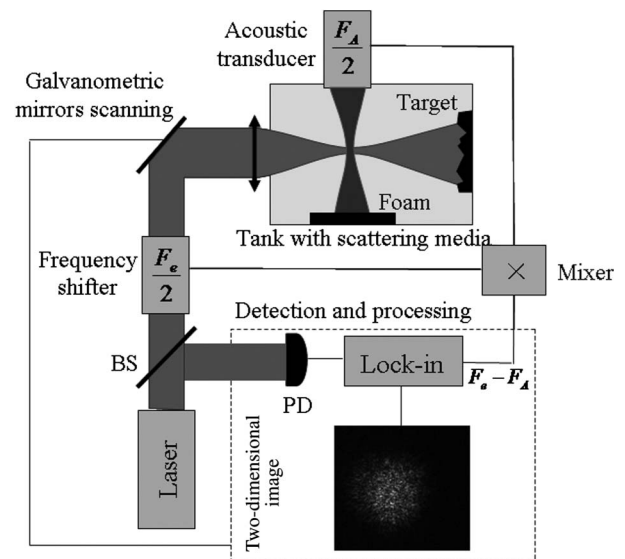 Acoustic
transducer
F_A
2
Galvanometric
mirrors scanning
Target
Foam
Tank with scattering media
Frequency
shifter
F_e
2
×
Mixer
Detection and processing
BS
PD
Lock-in
F_e – F_A
Laser
Two-dimensional
image